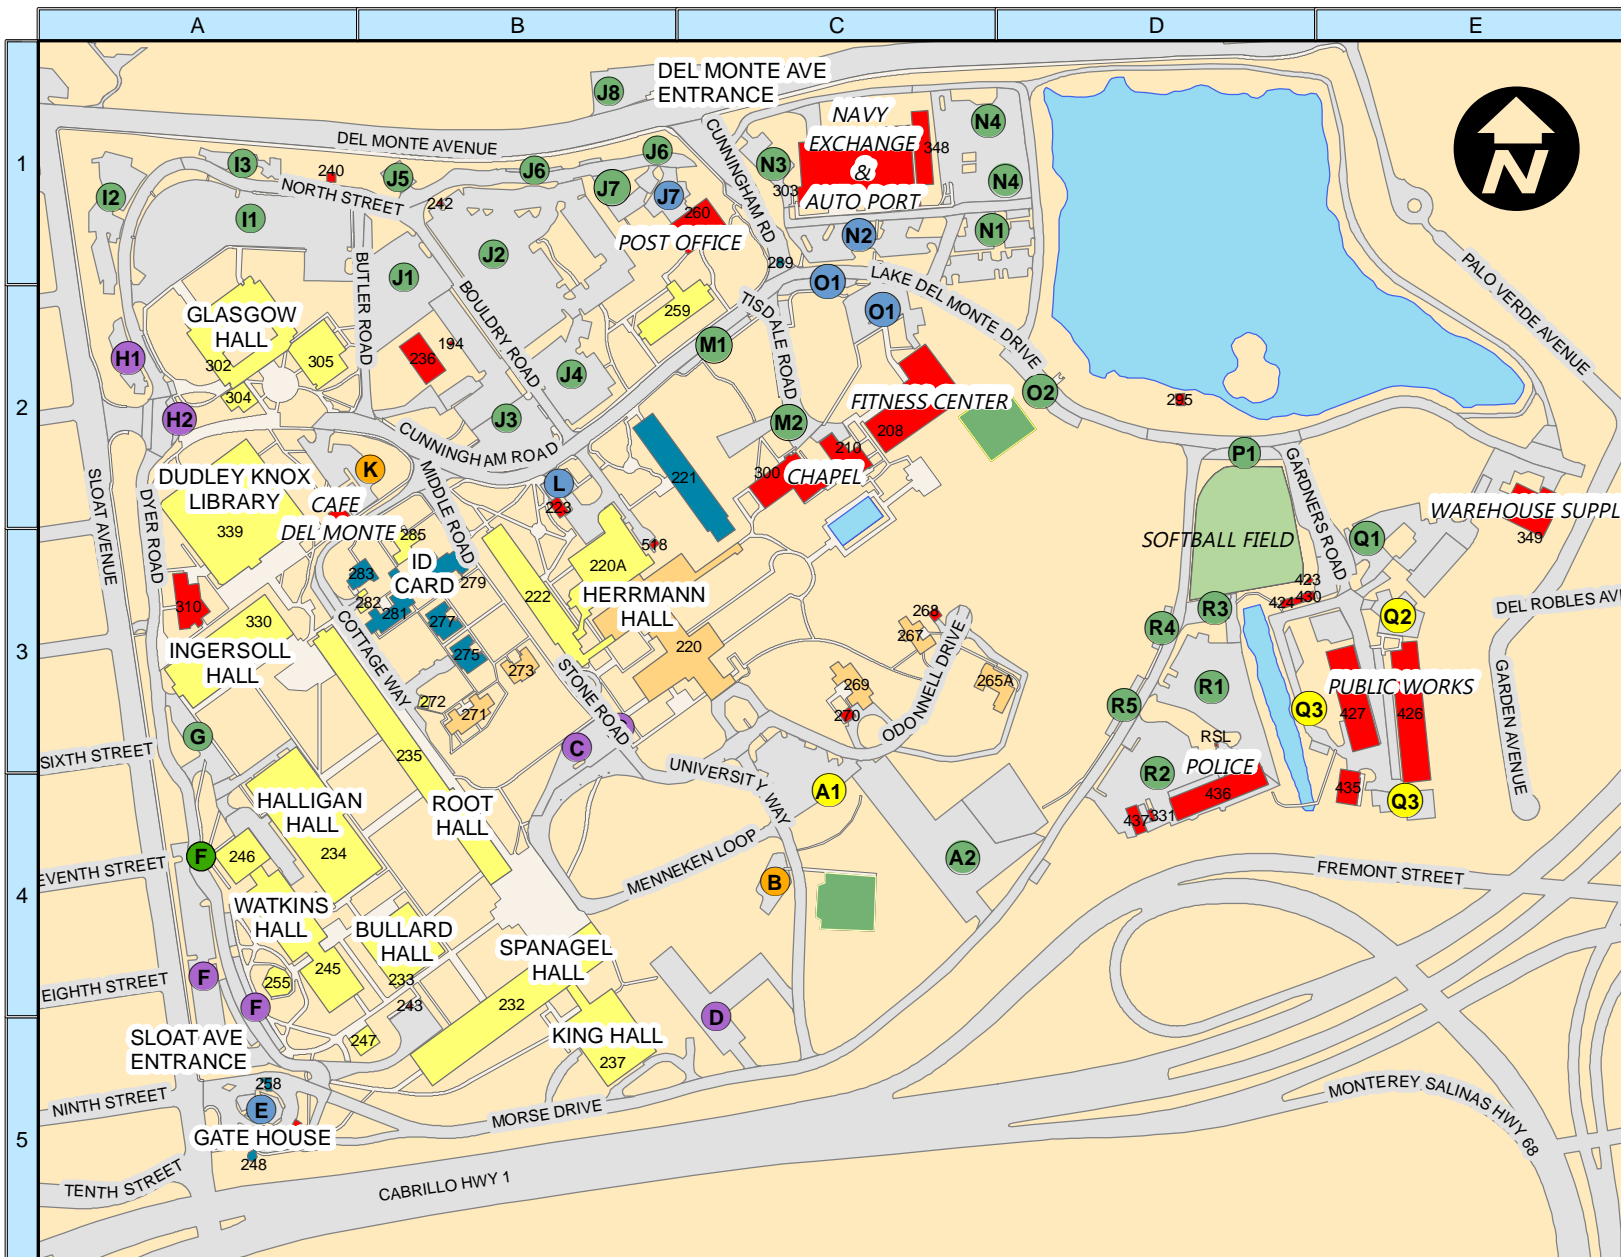 A
B
C
D
E
1
2
3
4
5
N
DEL MONTE AVE
ENTRANCE
J8
DEL MONTE AVENUE
NAVY
EXCHANGE
&
AUTO PORT
348
303
N3
N4
N4
N1
N2
CUNNINGHAM RD
J6
J6
J7
J7
260
POST OFFICE
I3
240
J5
NORTH STREET
242
I2
I1
J2
J1
289
O1
O1
LAKE DEL MONTE DRIVE
PALO VERDE AVENUE
BUTLER ROAD
BOULDRY ROAD
TISDALE ROAD
259
M1
GLASGOW
HALL
302
305
304
H1
H2
236
194
J4
J3
M2
O2
295
FITNESS CENTER
208
210
300
CHAPEL
P1
CUNNINGHAM ROAD
K
L
223
221
DUDLEY KNOX
LIBRARY
339
CAFE
DEL MONTE
MIDDLE ROAD
SLOAT AVENUE
DYER ROAD
GARDNERS ROAD
WAREHOUSE SUPPL
349
SOFTBALL FIELD
Q1
285
ID
CARD
283
282
281
279
277
275
518
220A
222
HERRMANN
HALL
220
310
330
INGERSOLL
HALL
COTTAGE WAY
273
272
271
STONE ROAD
268
267
269
270
265A
ODONNELL DRIVE
423
424
430
R3
R4
R1
R5
Q2
Q3
DEL ROBLES AV
GARDEN AVENUE
PUBLIC WORKS
427
426
435
Q3
RSL
R2
POLICE
436
437
331
G
SIXTH STREET
235
C
UNIVERSITY WAY
A1
HALLIGAN
HALL
234
ROOT
HALL
MENNEKEN LOOP
A2
B
F
246
EVENTH STREET
FREMONT STREET
WATKINS
HALL
BULLARD
HALL
233
245
255
243
SPANAGEL
HALL
232
F
F
EIGHTH STREET
D
247
KING HALL
237
SLOAT AVE
ENTRANCE
258
E
NINTH STREET
GATE HOUSE
248
MORSE DRIVE
TENTH STREET
CABRILLO HWY 1
MONTEREY SALINAS HWY 68